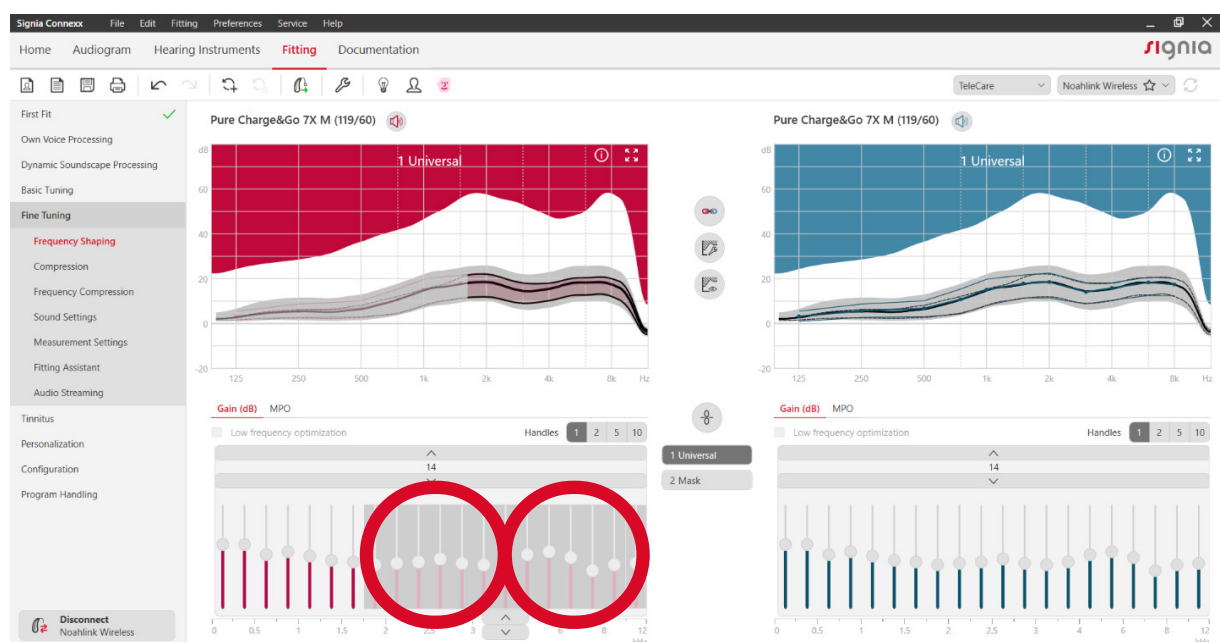 Signia Connexx File Edit Fitting Preferences Service Help
Home Audiogram Hearing Instruments Fitting Documentation
signia
TeleCare
Noahlink Wireless
First Fit
Own Voice Processing
Dynamic Soundscape Processing
Basic Tuning
Fine Tuning
Frequency Shaping
Compression
Frequency Compression
Sound Settings
Measurement Settings
Fitting Assistant
Audio Streaming
Tinnitus
Personalization
Configuration
Program Handling
Disconnect
Noahlink Wireless
Pure Charge&Go 7X M (119/60)
dB
1 Universal
60
40
20
0
-20
125 250 500 1k 2k 4k 8k Hz
Gain (dB) MPO
Low frequency optimization
Handles 1 2 5 10
14
0 0.5 1 1.5 2 2.5 3 6 8 12
kHz
1 Universal
2 Mask
Pure Charge&Go 7X M (119/60)
dB
1 Universal
60
40
20
0
-20
125 250 500 1k 2k 4k 8k Hz
Gain (dB) MPO
Low frequency optimization
Handles 1 2 5 10
14
0 0.5 1 1.5 2 2.5 3 4 6 8 12
kHz